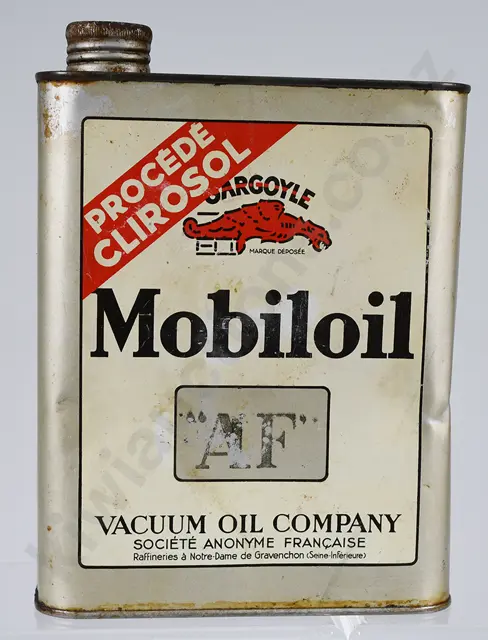 PROCÉDÉ
CLIROSOL
GARGOYLE
MARQUE DÉPOSÉE
Mobiloil
"AF"
VACUUM OIL COMPANY
SOCIÉTÉ ANONYME FRANÇAISE
Raffineries à Notre-Dame de Gravenchon (Seine-Inférieure)